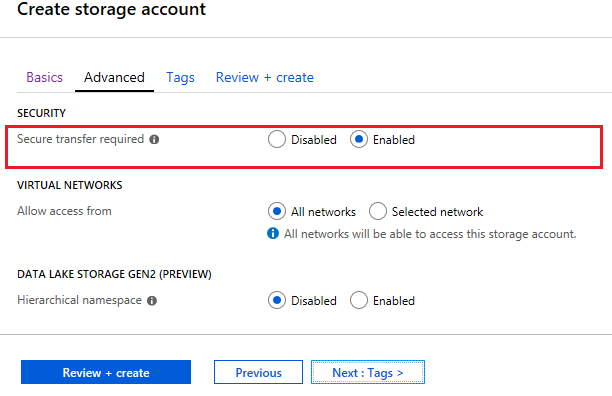 Create storage account
Basics Advanced Tags Review + create
SECURITY
Secure transfer required Disabled Enabled
VIRTUAL NETWORKS
Allow access from All networks Selected network
All networks will be able to access this storage account.
DATA LAKE STORAGE GEN2 (PREVIEW)
Hierarchical namespace Disabled Enabled
Review + create Previous Next : Tags >